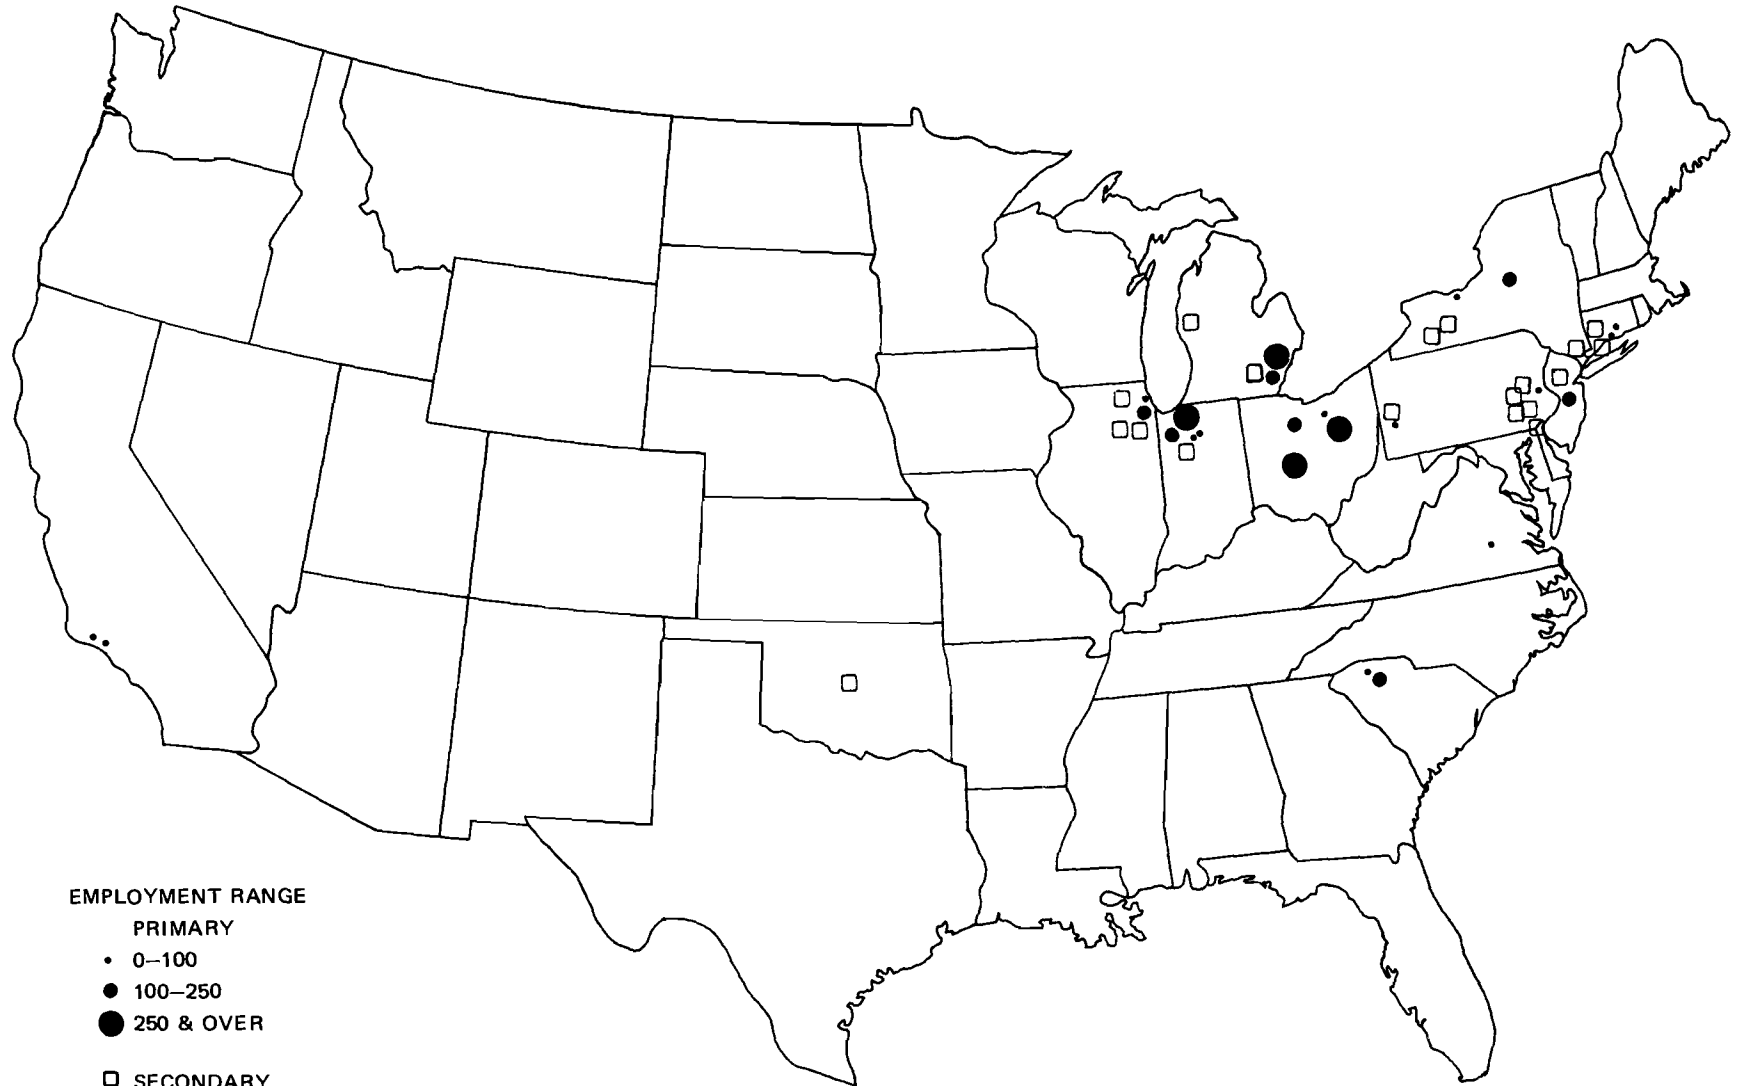 EMPLOYMENT RANGE
PRIMARY
0–100
100–250
250 & OVER
SECONDARY